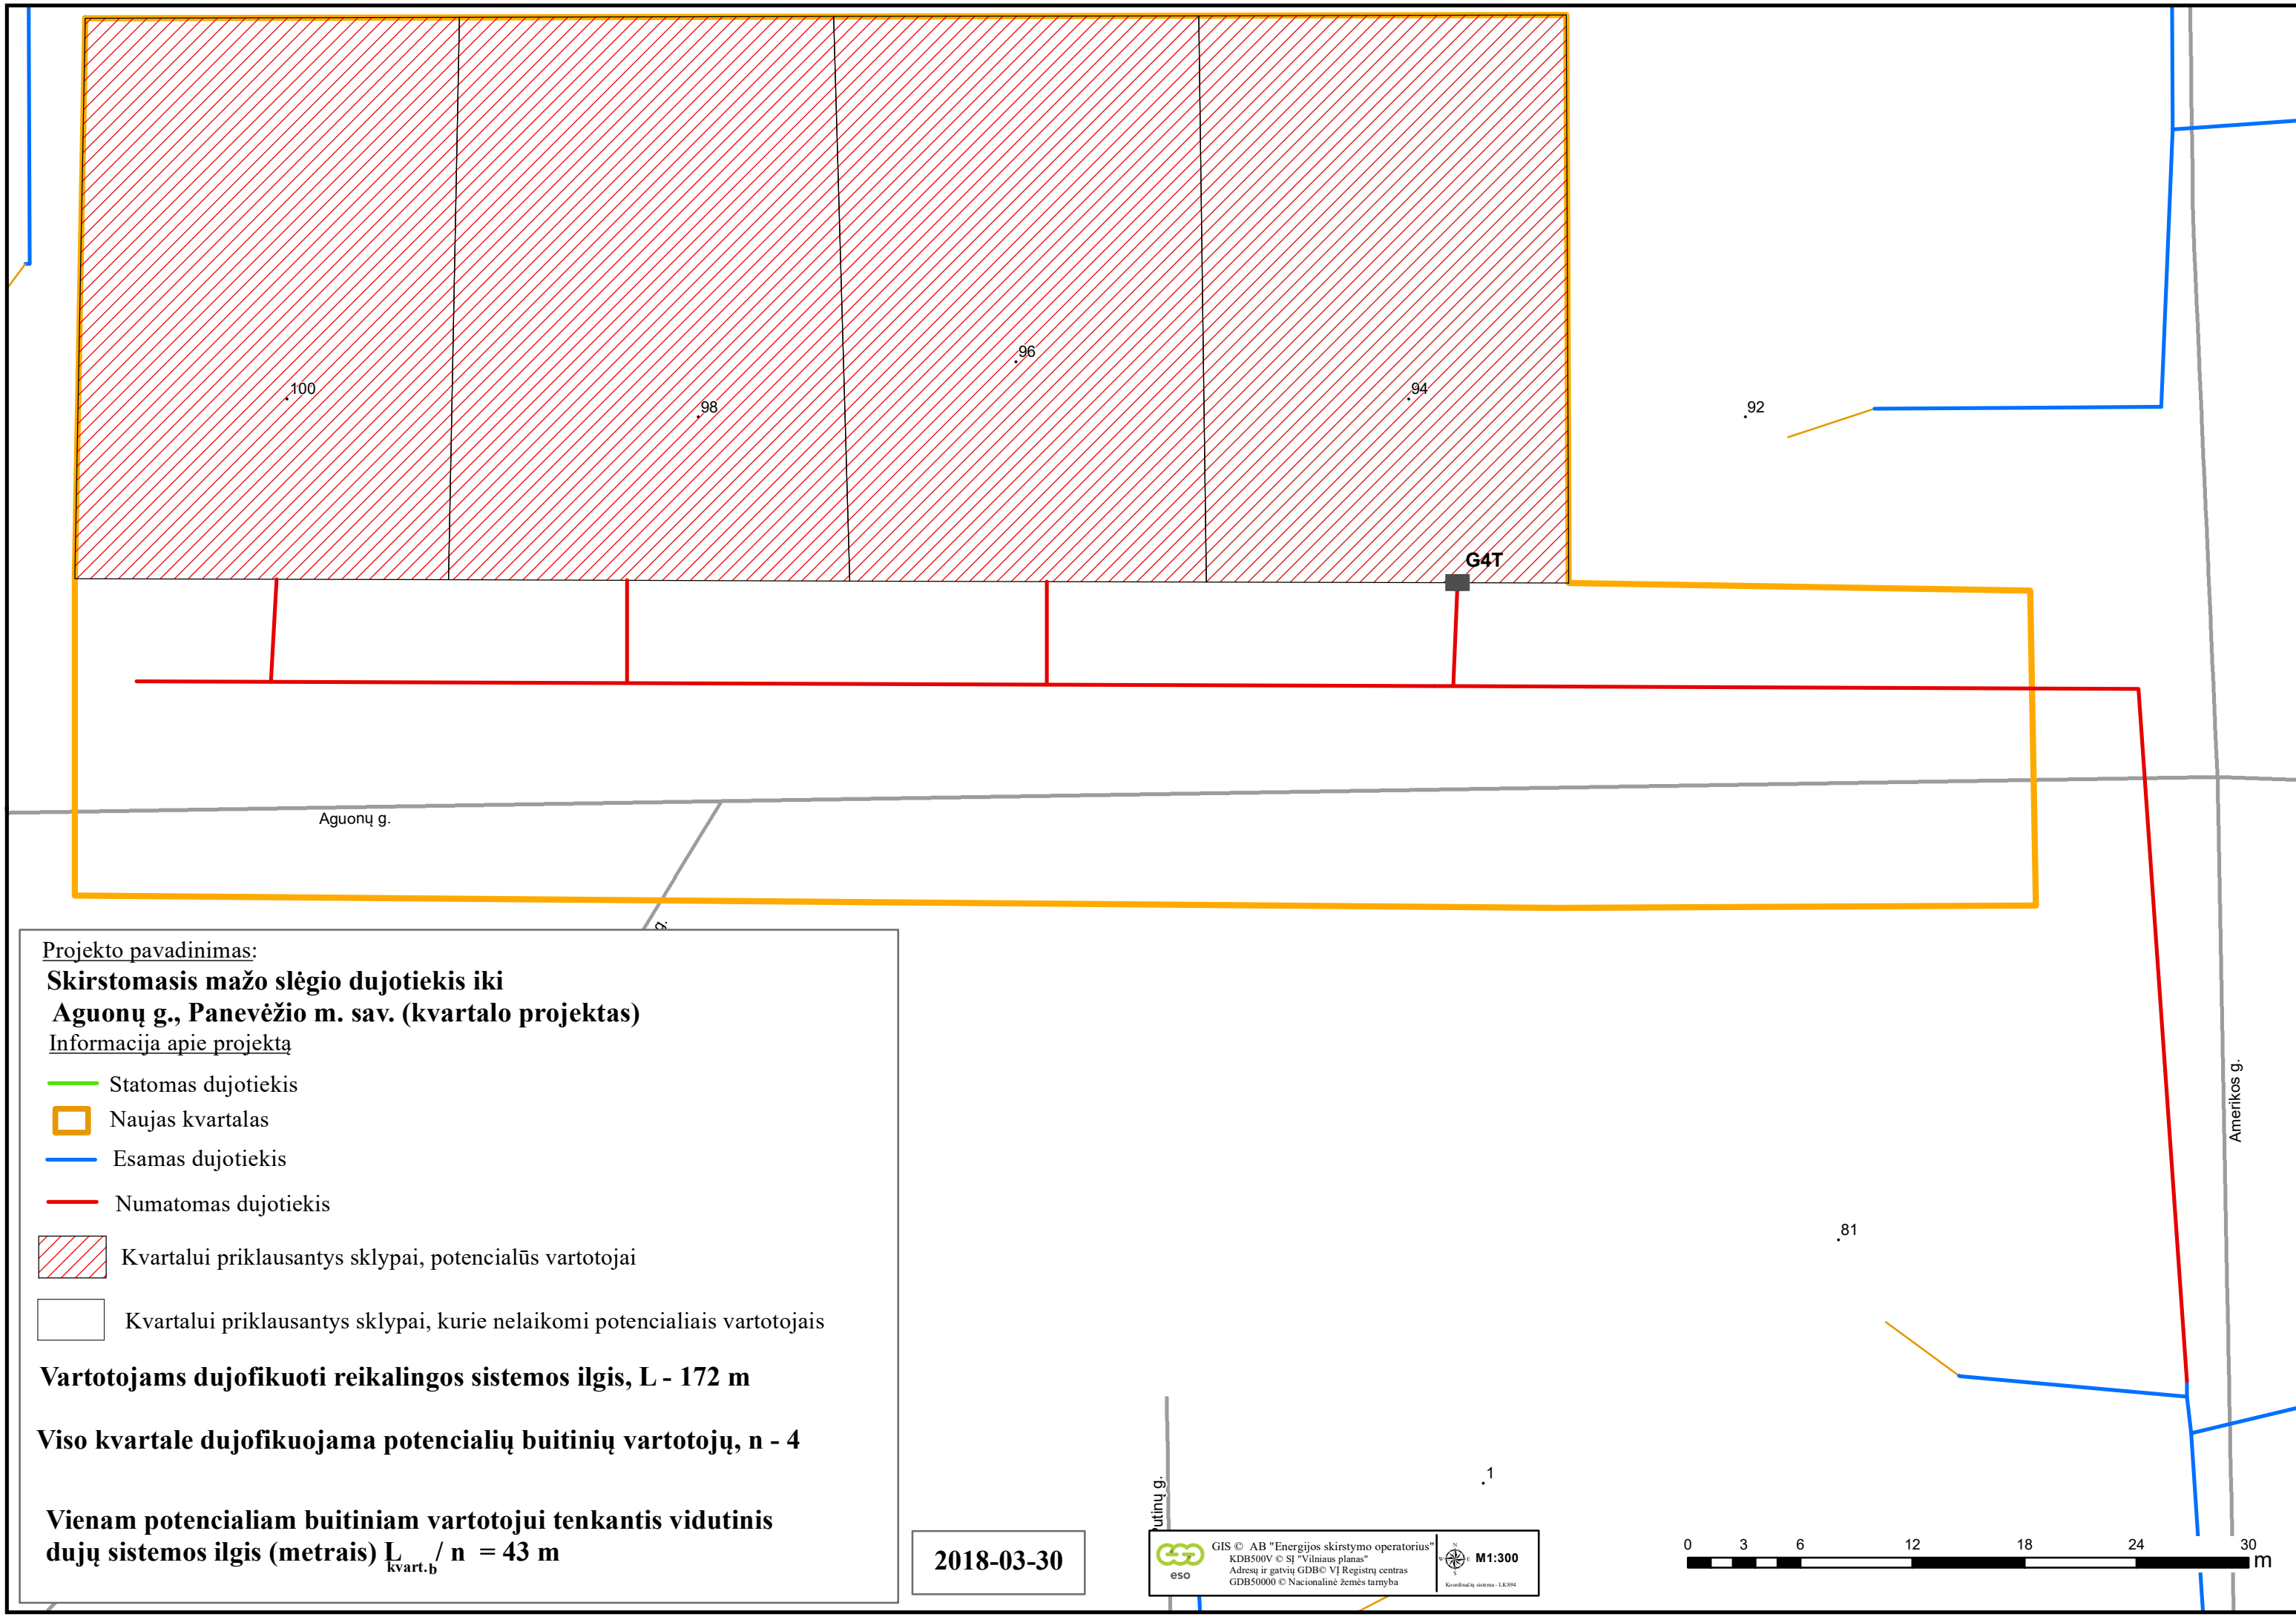 100
98
96
94
92
G4T
Aguonų g.
g.
Projekto pavadinimas:
Skirstomasis mažo slėgio dujotiekis iki
Aguonų g., Panevėžio m. sav. (kvartalo projektas)
Informacija apie projektą
Statomas dujotiekis
Naujas kvartalas
Esamas dujotiekis
Numatomas dujotiekis
Kvartalui priklausantys sklypai, potencialūs vartotojai
Kvartalui priklausantys sklypai, kurie nelaikomi potencialiais vartotojais
Vartotojams dujofikuoti reikalingos sistemos ilgis, L - 172 m
Viso kvartale dujofikuojama potencialių buitinių vartotojų, n - 4
Vienam potencialiam buitiniam vartotojui tenkantis vidutinis
dujų sistemos ilgis (metrais) L kvart.b / n = 43 m
Amerikos g.
81
1
Putinų g.
2018-03-30
eso
GIS © AB "Energijos skirstymo operatorius"
KDB500V © SĮ "Vilniaus planas"
Adresų ir gatvių GDB© VĮ Registrų centras
GDB50000 © Nacionalinė žemės tarnyba
N
W E
S
M1:300
Koordinačių sistema - LKS94
0 3 6 12 18 24 30
m